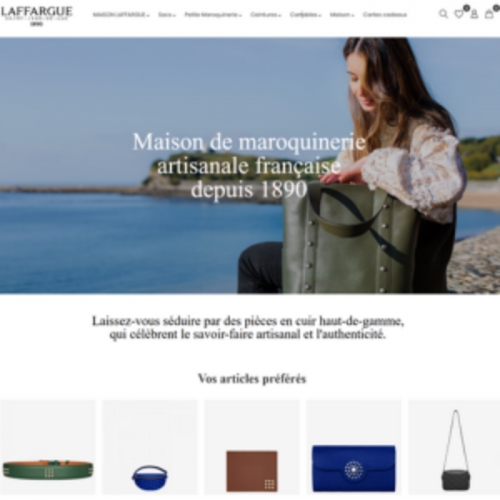 LAFFARGUE
1890
MAISON LAFFARGUE
Sacs
Petite Maroquinerie
Ceintures
Maison
Cartes cadeaux
Maison de maroquinerie
artisanale française
depuis 1890
Laissez-vous séduire par des pièces en cuir haut-de-gamme,
qui célèbrent le savoir-faire artisanal et l'authenticité.
Vos articles préférés